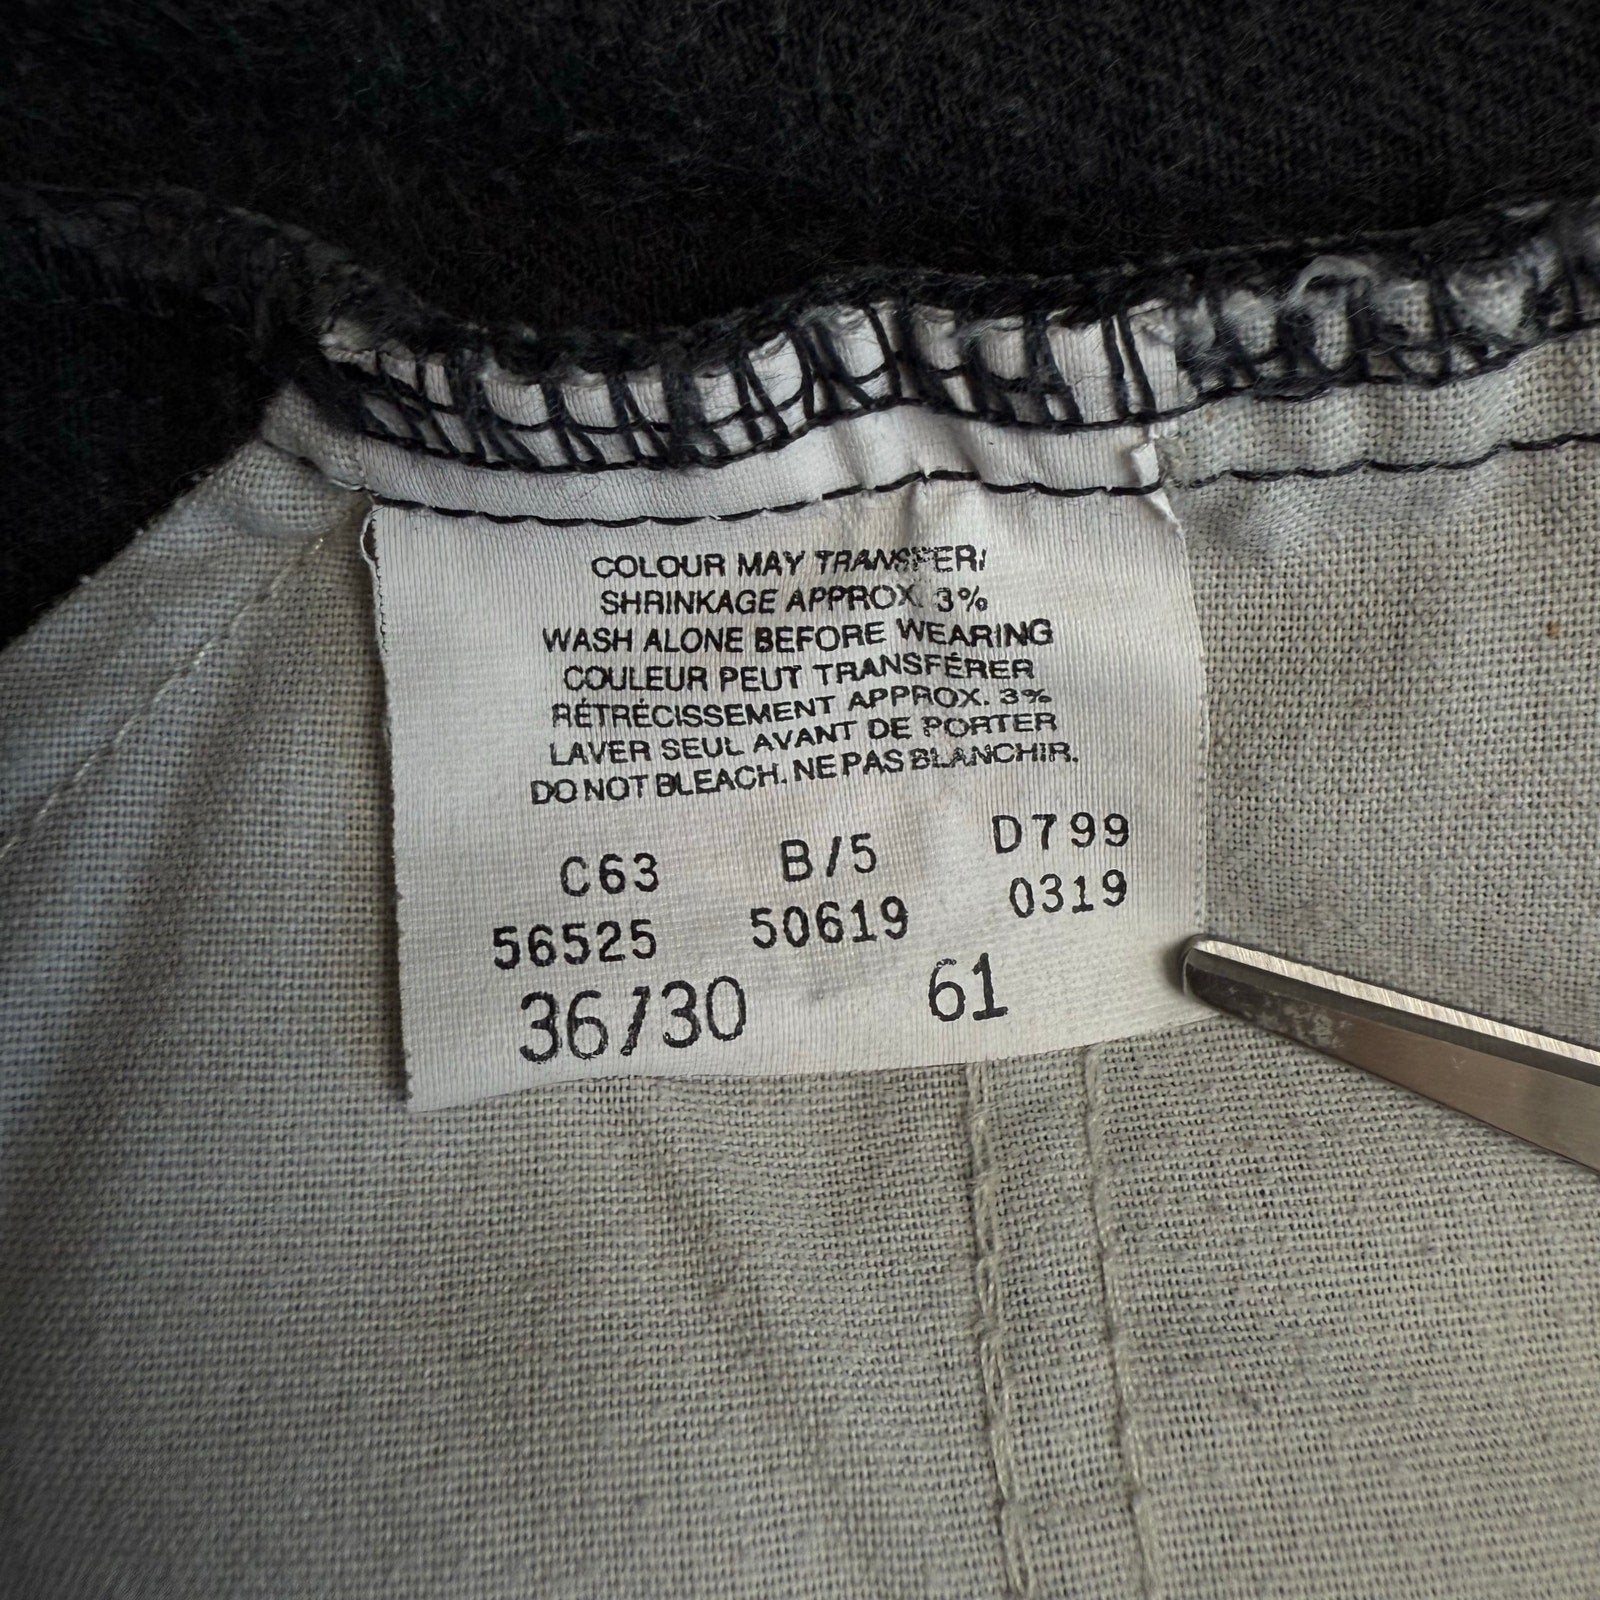 COLOUR MAY TRANSFER/
SHRINKAGE APPROX. 3%
WASH ALONE BEFORE WEARING
COULEUR PEUT TRANSFÉRER
RÉTRÉCISSEMENT APPROX. 3%
LAVER SEUL AVANT DE PORTER
DO NOT BLEACH. NE PAS BLANCHIR.
C63 B/5 D799
56525 50619 0319
36/30 61